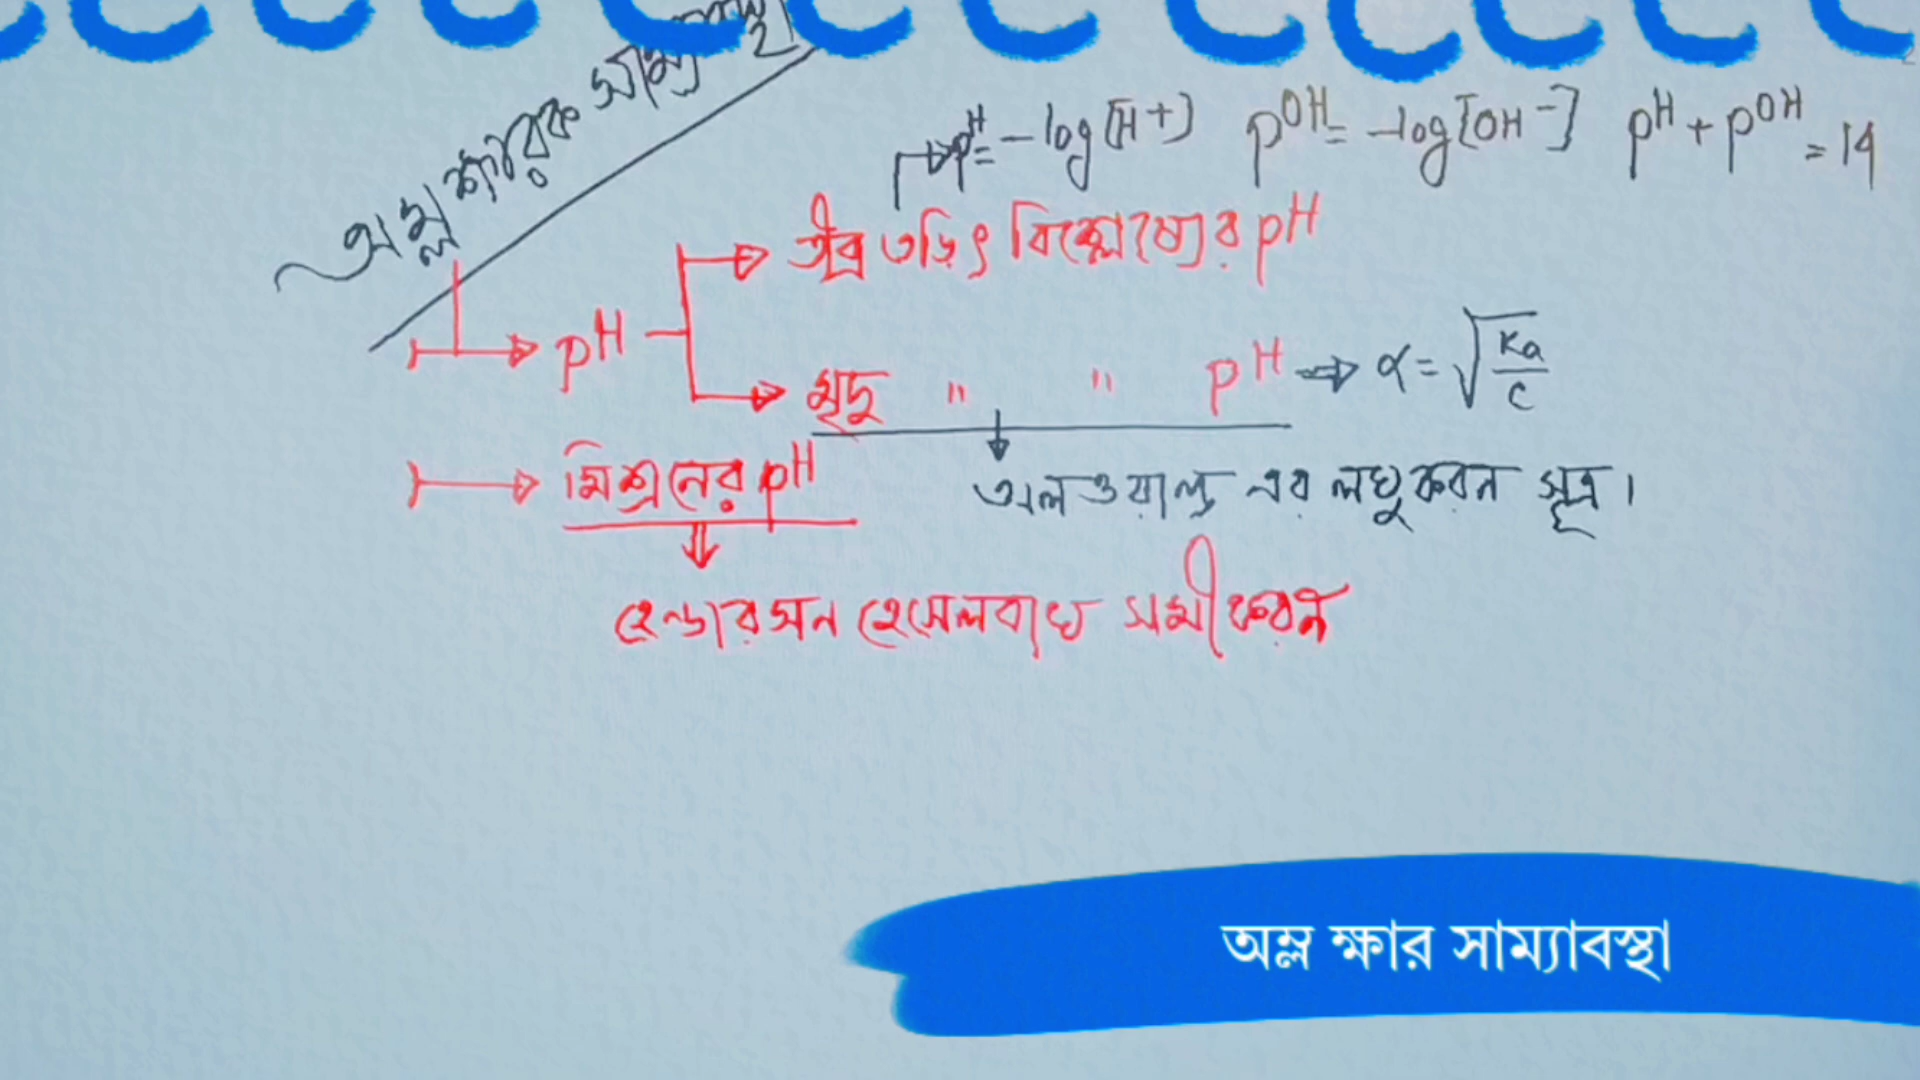 অম্ল ক্ষারক সাম্যাবস্থা
pH = -log[H+] pOH = -log[OH-] pH + pOH = 14
তীব্র তড়িৎ বিশ্লেষ্যের pH
pH
মৃদু " " pH → α = √(Ka/C)
মিশ্রনের pH
অসওয়াল্ড এর লঘুকরন সূত্র।
হেন্ডারসন হেসেলবাখ সমীকরন
অম্ল ক্ষার সাম্যাবস্থা